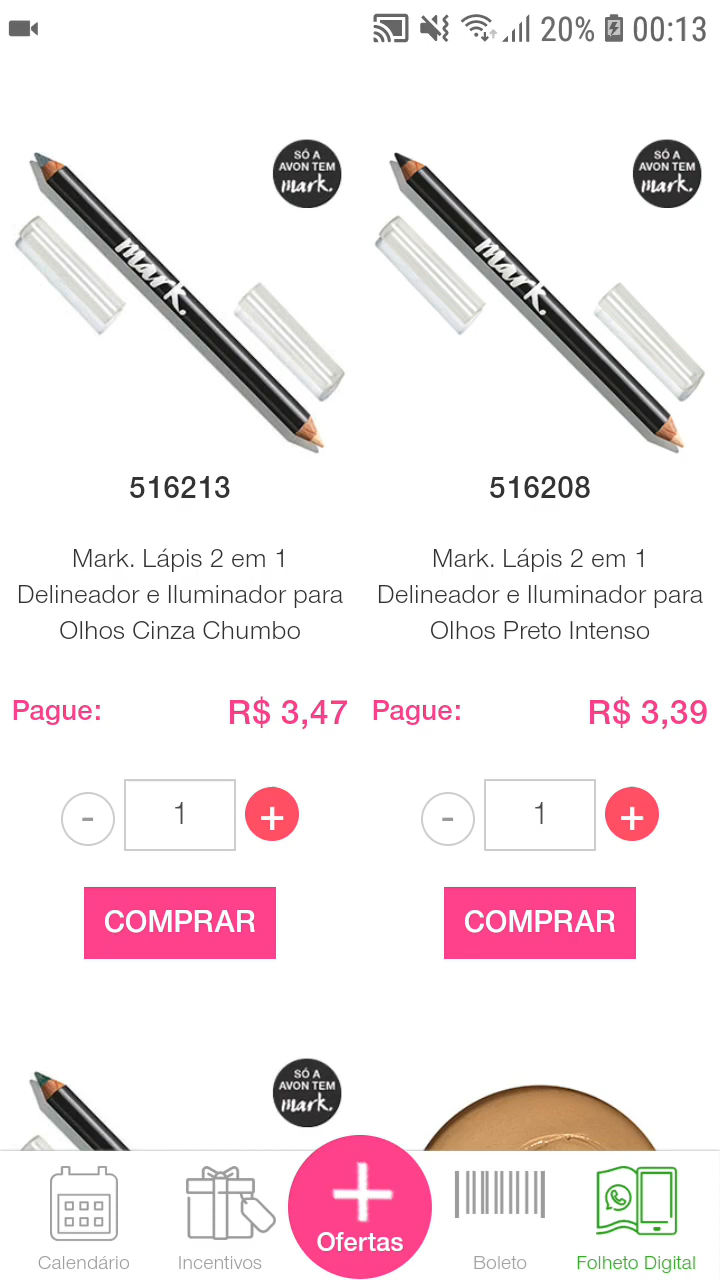 20% 00:13
SÓ A
AVON TEM
mark.
SÓ A
AVON TEM
mark.
mark.
mark.
516213
516208
Mark. Lápis 2 em 1
Delineador e Iluminador para
Olhos Cinza Chumbo
Mark. Lápis 2 em 1
Delineador e Iluminador para
Olhos Preto Intenso
Pague: R$ 3,47
Pague: R$ 3,39
- 1 +
- 1 +
COMPRAR
COMPRAR
SÓ A
AVON TEM
mark.
Calendário
Incentivos
Ofertas
Boleto
Folheto Digital